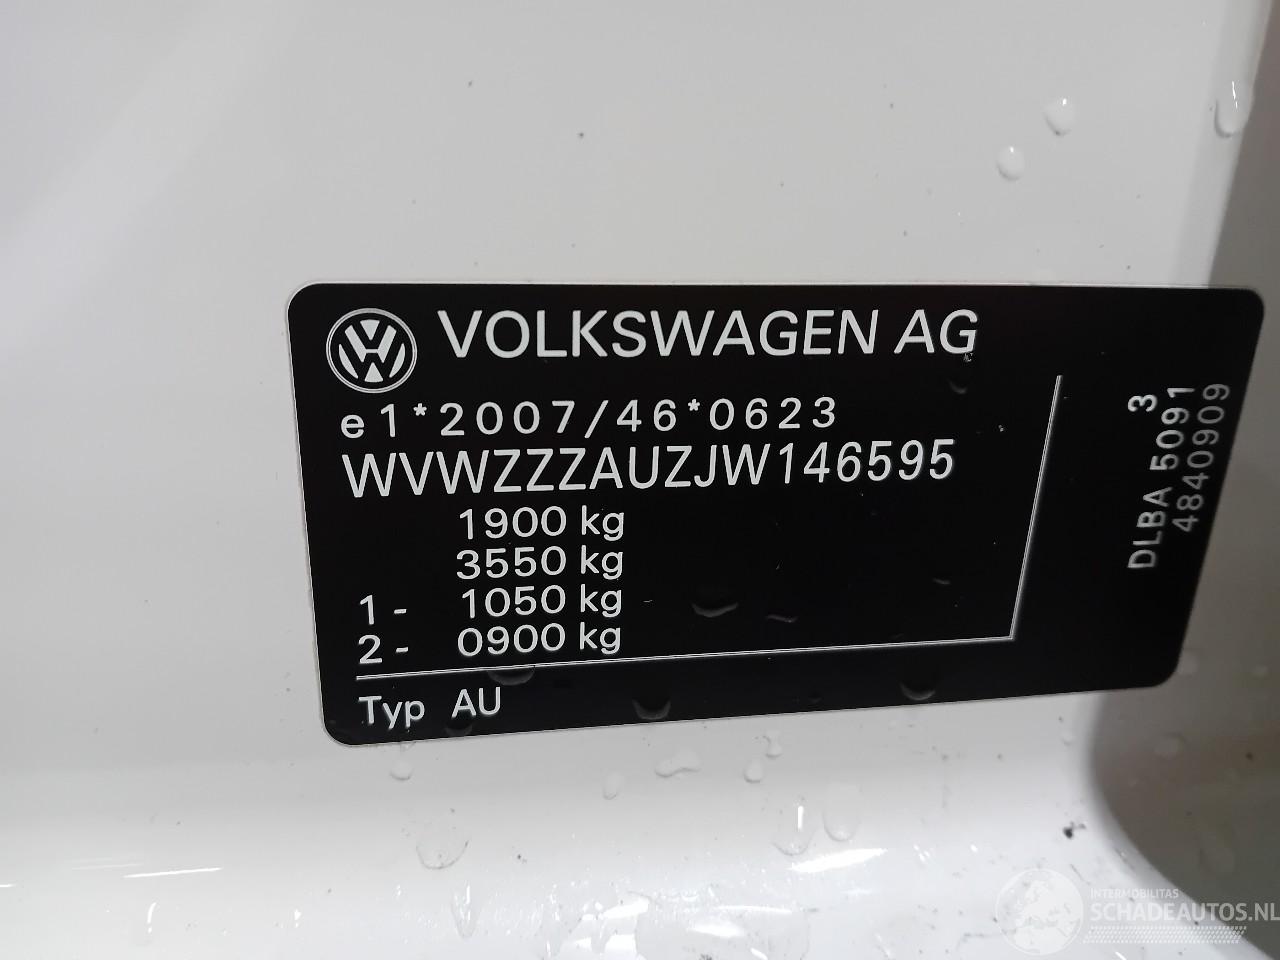 VOLKSWAGEN AG
e1*2007/46*0623
WVWZZZAUZJW146595
1900 kg
3550 kg
1- 1050 kg
2- 0900 kg
Typ AU
3
DLBA 5091
4840909
INTERMOBILITAS
SCHADEAUTOS.NL